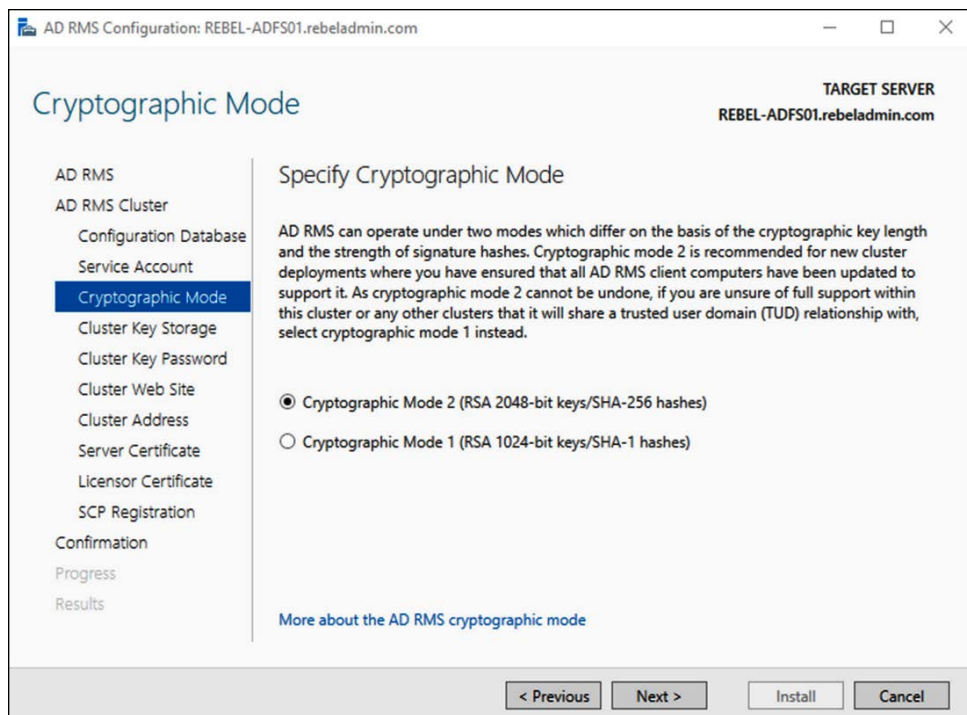 AD RMS Configuration: REBEL-ADFS01.rebeladmin.com
Cryptographic Mode
TARGET SERVER
REBEL-ADFS01.rebeladmin.com
AD RMS
AD RMS Cluster
Configuration Database
Service Account
Cryptographic Mode
Cluster Key Storage
Cluster Key Password
Cluster Web Site
Cluster Address
Server Certificate
Licensor Certificate
SCP Registration
Confirmation
Progress
Results
Specify Cryptographic Mode
AD RMS can operate under two modes which differ on the basis of the cryptographic key length
and the strength of signature hashes. Cryptographic mode 2 is recommended for new cluster
deployments where you have ensured that all AD RMS client computers have been updated to
support it. As cryptographic mode 2 cannot be undone, if you are unsure of full support within
this cluster or any other clusters that it will share a trusted user domain (TUD) relationship with,
select cryptographic mode 1 instead.
Cryptographic Mode 2 (RSA 2048-bit keys/SHA-256 hashes)
Cryptographic Mode 1 (RSA 1024-bit keys/SHA-1 hashes)
More about the AD RMS cryptographic mode
< Previous
Next >
Install
Cancel